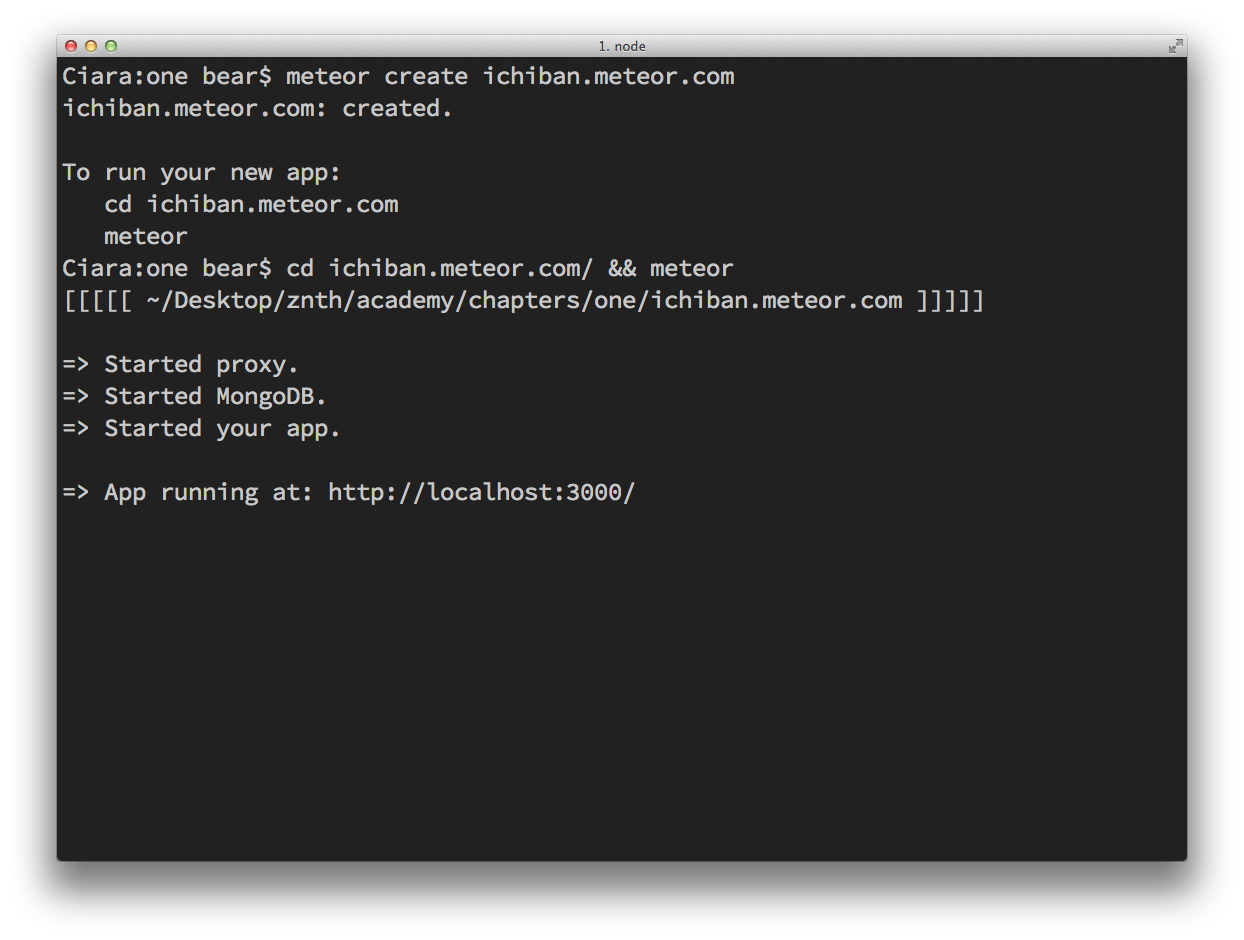 1. node
Ciara:one bear$ meteor create ichiban.meteor.com
ichiban.meteor.com: created.
To run your new app:
cd ichiban.meteor.com
meteor
Ciara:one bear$ cd ichiban.meteor.com/ && meteor
[[[[[ ~/Desktop/znth/academy/chapters/one/ichiban.meteor.com ]]]]]
=> Started proxy.
=> Started MongoDB.
=> Started your app.
=> App running at: http://localhost:3000/